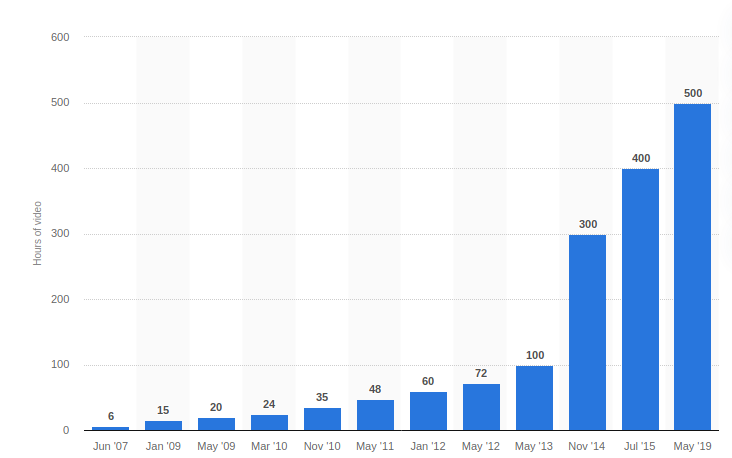 600
500
400
300
200
100
0
Hours of video
6
15
20
24
35
48
60
72
100
300
400
500
Jun '07
Jan '09
May '09
Mar '10
Nov '10
May '11
Jan '12
May '12
May '13
Nov '14
Jul '15
May '19